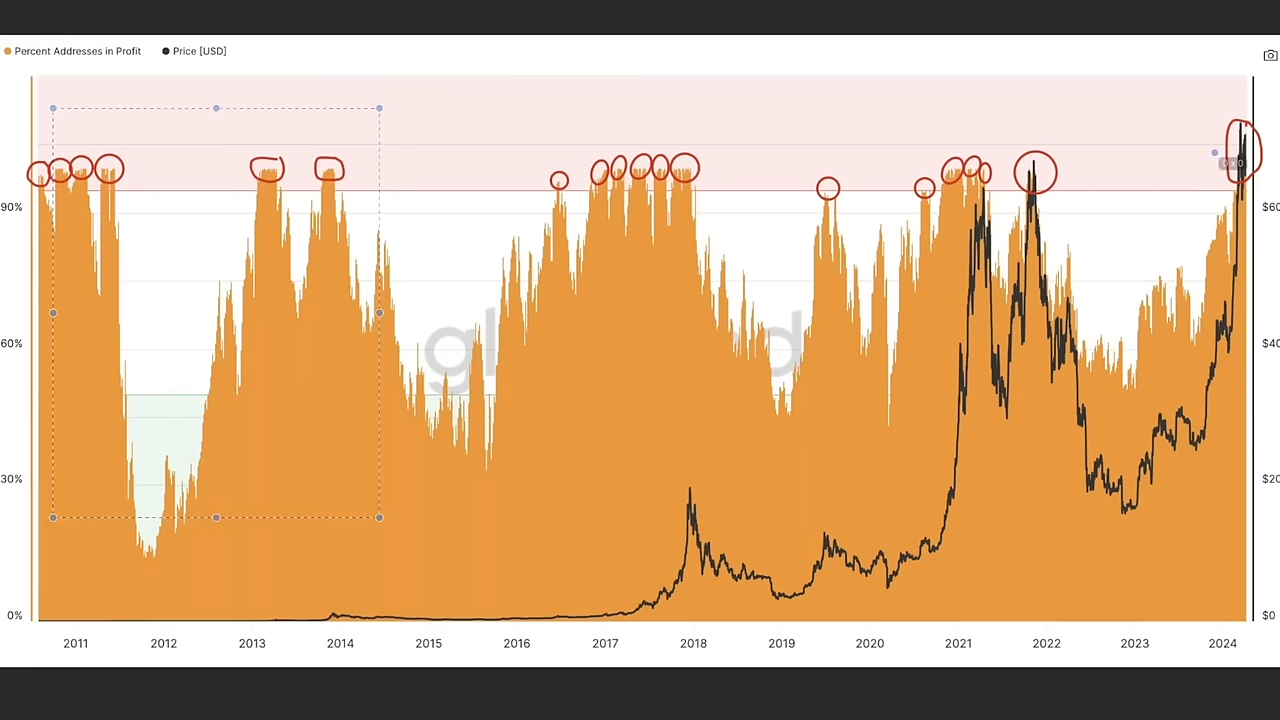 Percent Addresses in Profit Price [USD]
90% $60
60% $40
30% $20
0% $0
2011 2012 2013 2014 2015 2016 2017 2018 2019 2020 2021 2022 2023 2024